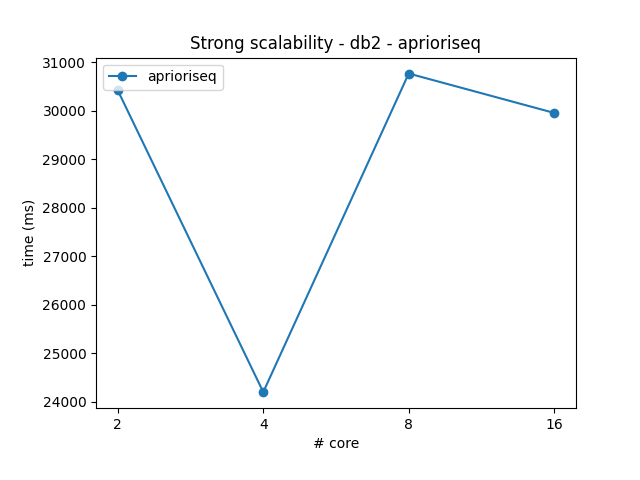 Strong scalability - db2 - aprioriseq
aprioriseq
31000
30000
29000
28000
27000
26000
25000
24000
time (ms)
2 4 8 16
# core